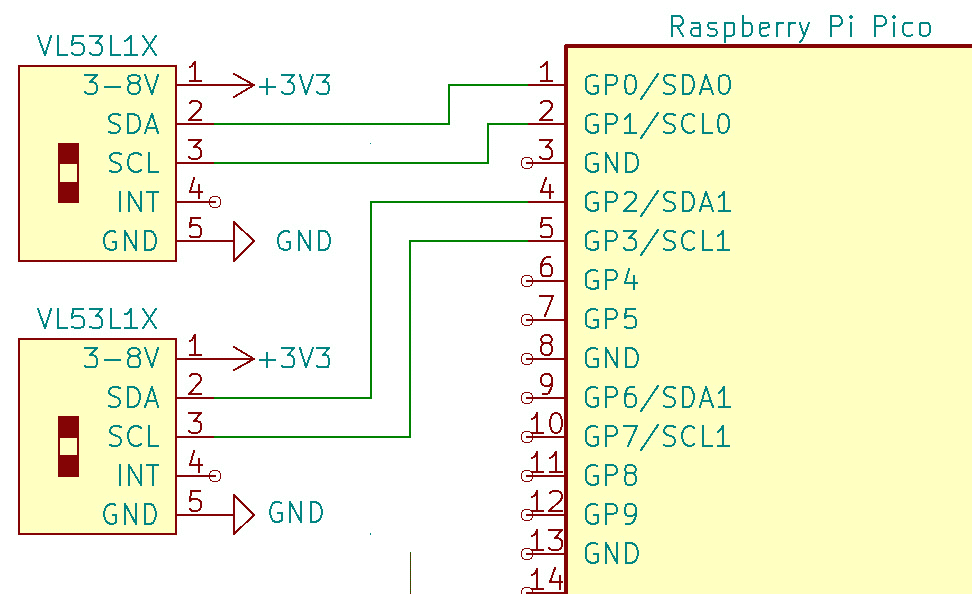 Raspberry Pi Pico
VL53L1X
3-8V 1 +3V3
SDA 2
SCL 3
INT 4
GND 5 GND
VL53L1X
3-8V 1 +3V3
SDA 2
SCL 3
INT 4
GND 5 GND
1 GP0/SDA0
2 GP1/SCL0
3 GND
4 GP2/SDA1
5 GP3/SCL1
6 GP4
7 GP5
8 GND
9 GP6/SDA1
10 GP7/SCL1
11 GP8
12 GP9
13 GND
14